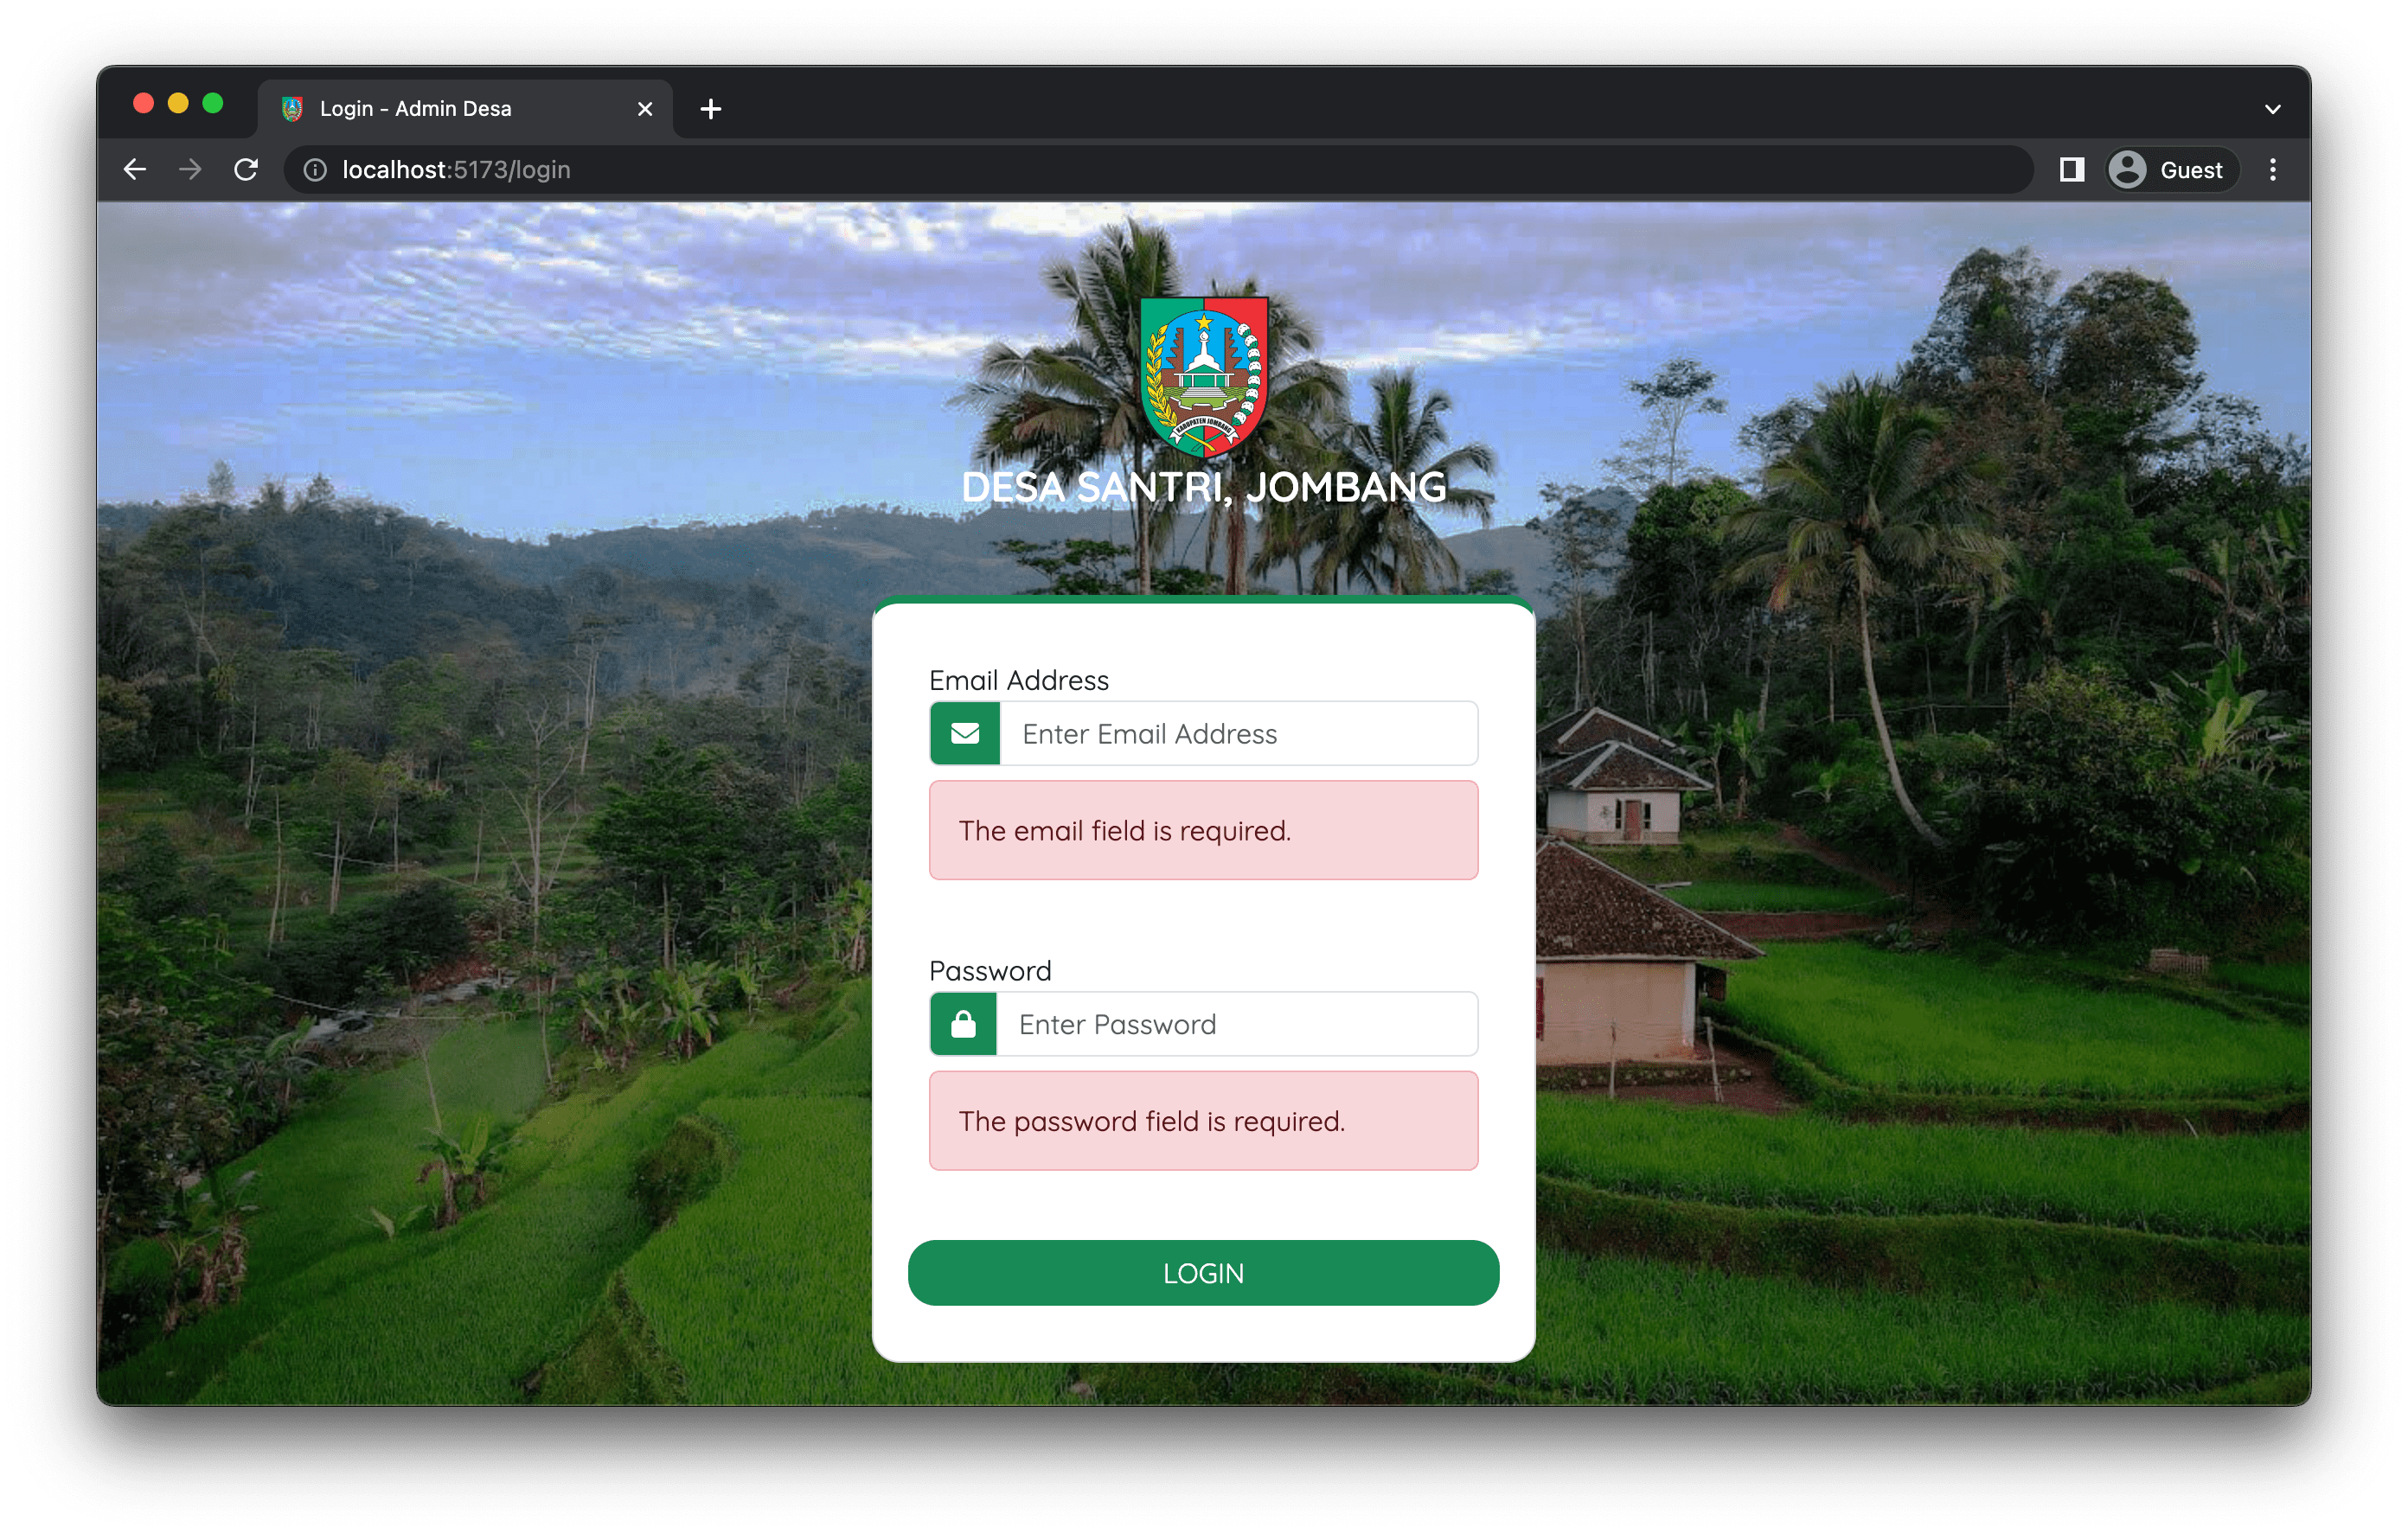 Login - Admin Desa
localhost:5173/login
Guest
KABUPATEN JOMBANG
DESA SANTRI, JOMBANG
Email Address
Enter Email Address
The email field is required.
Password
Enter Password
The password field is required.
LOGIN